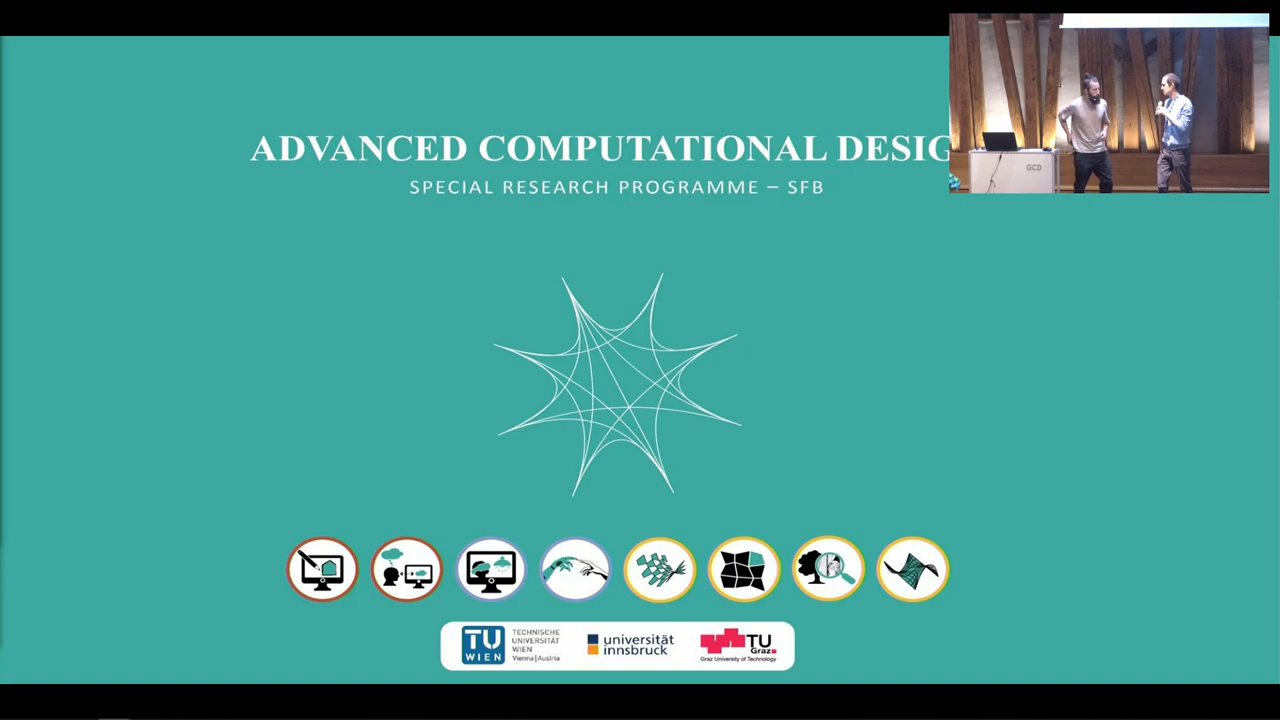 ADVANCED COMPUTATIONAL DESIG
SPECIAL RESEARCH PROGRAMME – SFB
GCD
TU
WIEN
TECHNISCHE
UNIVERSITÄT
WIEN
Vienna | Austria
universität
innsbruck
TU
Graz
Graz University of Technology